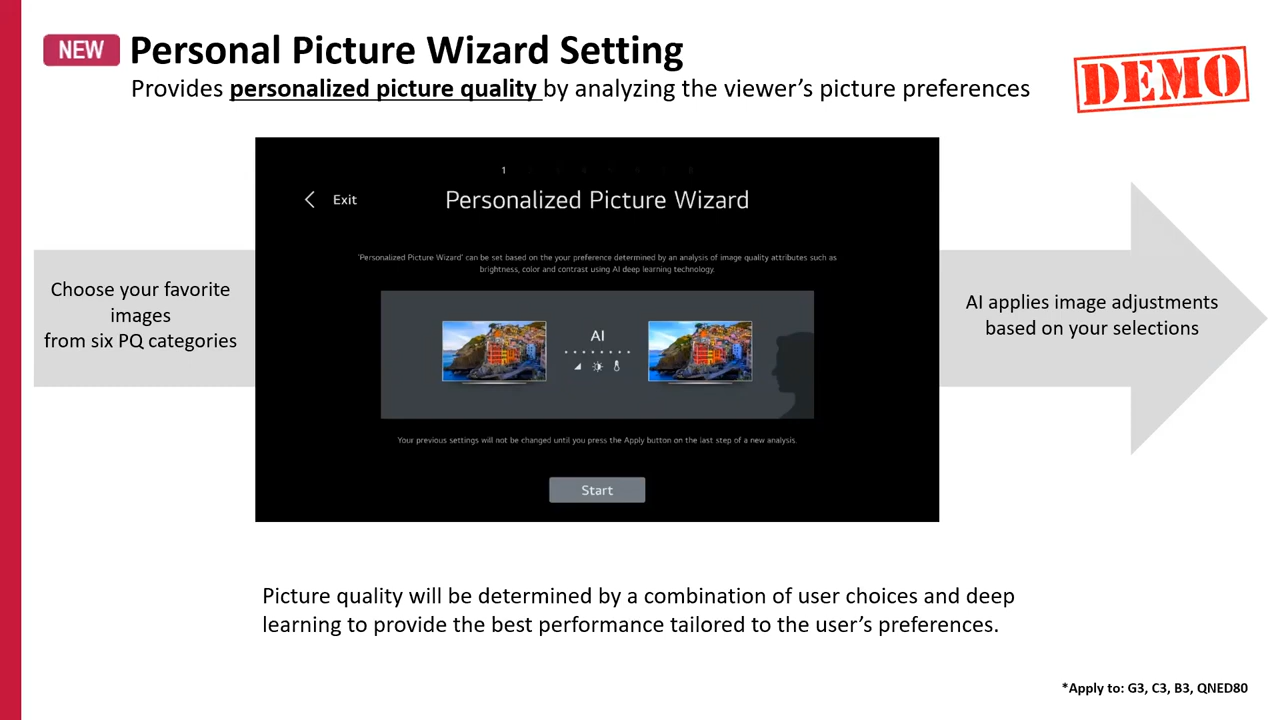 NEW Personal Picture Wizard Setting
Provides personalized picture quality by analyzing the viewer’s picture preferences
DEMO
1
Exit
Personalized Picture Wizard
'Personalized Picture Wizard' can be set based on the your preference determined by an analysis of image quality attributes such as
brightness, color and contrast using AI deep learning technology.
Choose your favorite
images
from six PQ categories
AI
AI applies image adjustments
based on your selections
Your previous settings will not be changed until you press the Apply button on the last step of a new analysis.
Start
Picture quality will be determined by a combination of user choices and deep
learning to provide the best performance tailored to the user’s preferences.
*Apply to: G3, C3, B3, QNED80